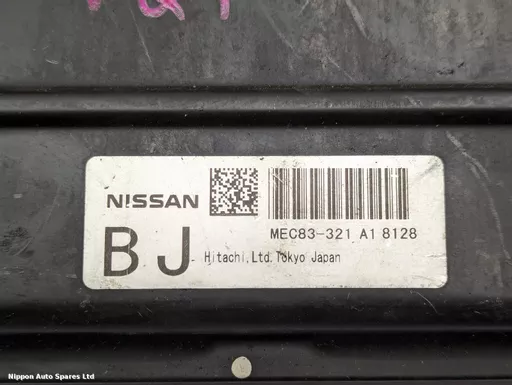 NISSAN
MEC83-321 A1 8128
BJ
Hitachi,Ltd.Tokyo Japan
Nippon Auto Spares Ltd